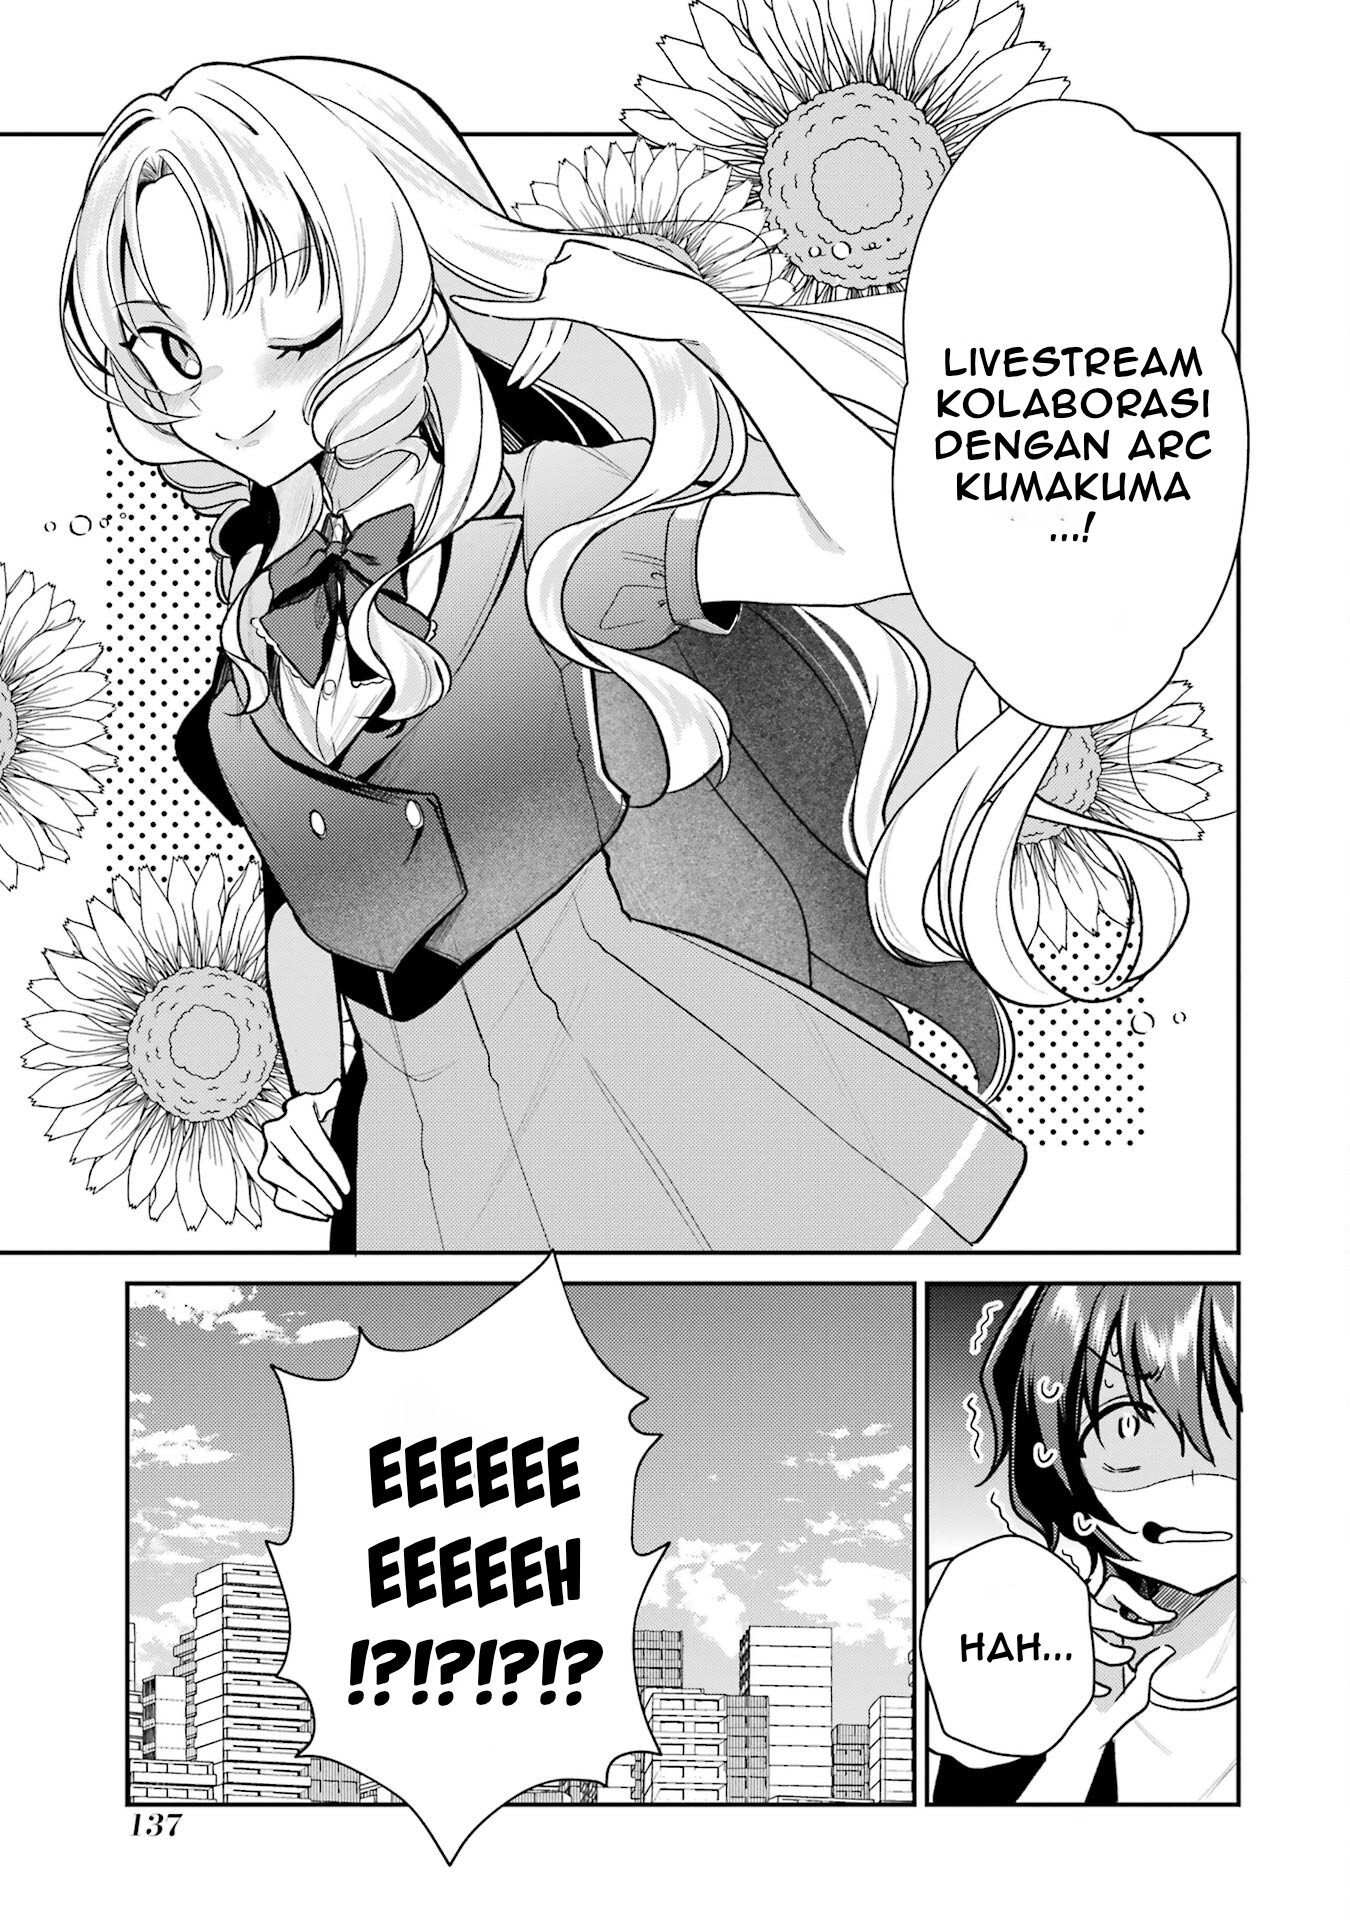 LIVESTREAM
KOLABORASI
DENGAN ARC
KUMAKUMA
...!
HAH...
EEEEEE
EEEEEH
!?!?!?!?
137